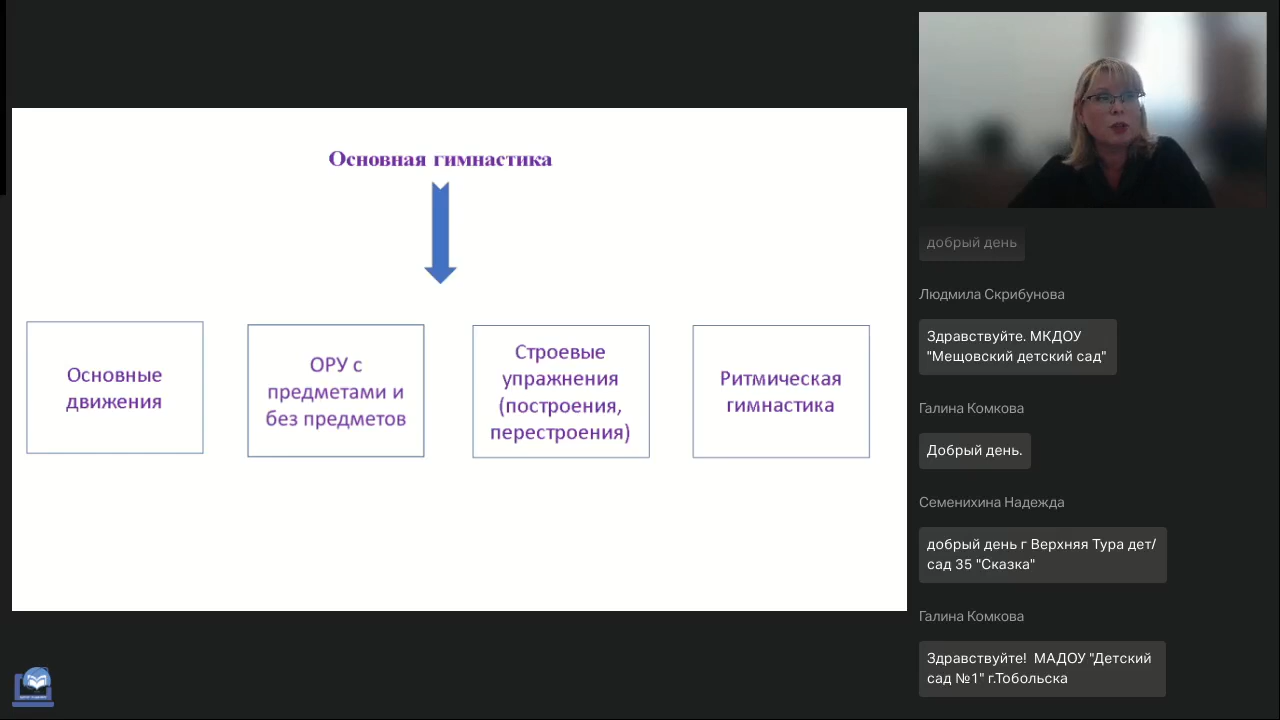 Основная гимнастика
Основные
движения
ОРУ с
предметами и
без предметов
Строевые
упражнения
(построения,
перестроения)
Ритмическая
гимнастика
добрый день
Людмила Скрибунова
Здравствуйте. МКДОУ
"Мещовский детский сад"
Галина Комкова
Добрый день.
Семенихина Надежда
добрый день г Верхняя Тура дет/
сад 35 "Сказка"
Галина Комкова
Здравствуйте!  МАДОУ "Детский
сад №1" г.Тобольска